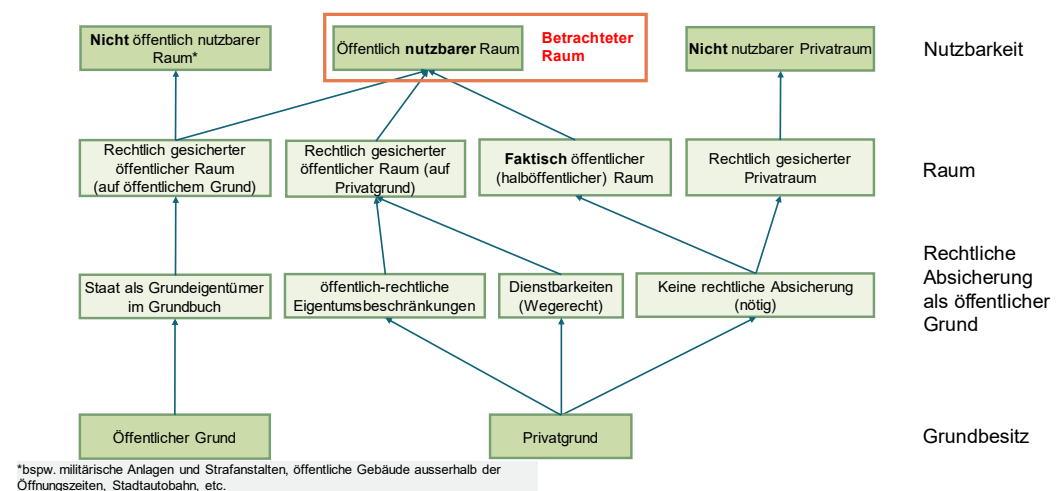 Nicht öffentlich nutzbarer
Raum*
Öffentlich nutzbarer Raum
Betrachteter
Raum
Nicht nutzbarer Privatraum
Nutzbarkeit
Rechtlich gesicherter
öffentlicher Raum
(auf öffentlichem Grund)
Rechtlich gesicherter
öffentlicher Raum (auf
Privatgrund)
Faktisch öffentlicher
(halböffentlicher) Raum
Rechtlich gesicherter
Privatraum
Raum
Staat als Grundeigentümer
im Grundbuch
öffentlich-rechtliche
Eigentumsbeschränkungen
Dienstbarkeiten
(Wegerecht)
Keine rechtliche Absicherung
(nötig)
Rechtliche
Absicherung
als öffentlicher
Grund
Öffentlicher Grund
Privatgrund
Grundbesitz
*bspw. militärische Anlagen und Strafanstalten, öffentliche Gebäude ausserhalb der
Öffnungszeiten, Stadtautobahn, etc.